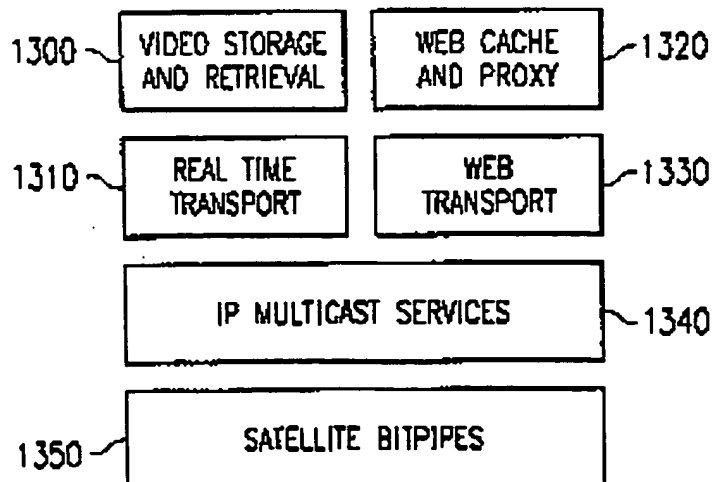 1300
VIDEO STORAGE
AND RETRIEVAL
WEB CACHE
AND PROXY
1320
1310
REAL TIME
TRANSPORT
WEB
TRANSPORT
1330
IP MULTICAST SERVICES
1340
SATELLITE BITPIPES
1350